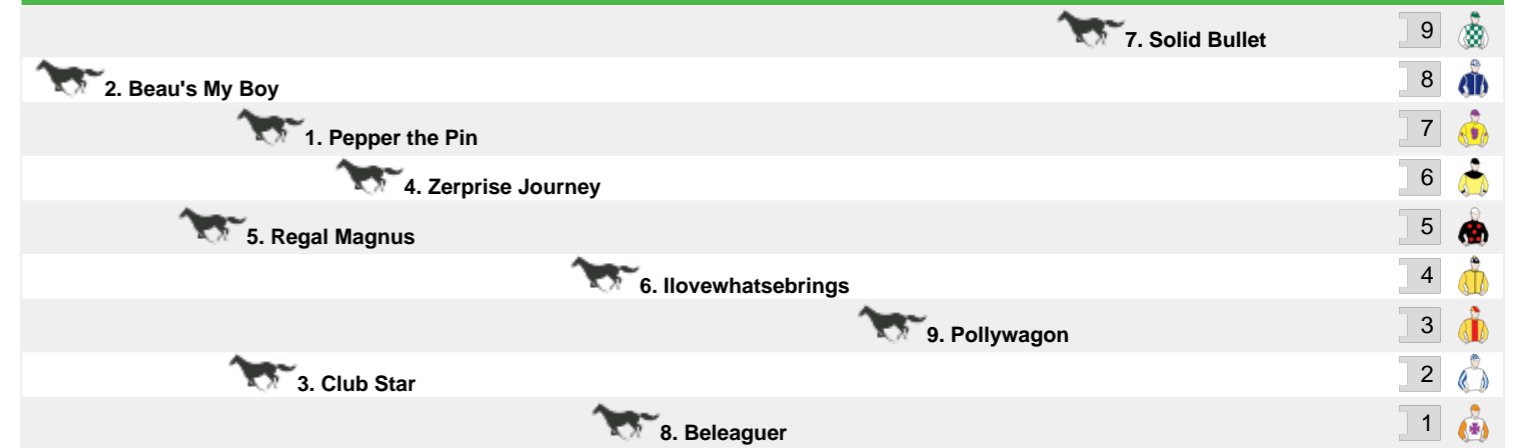 7. Solid Bullet 9
2. Beau's My Boy 8
1. Pepper the Pin 7
4. Zerprise Journey 6
5. Regal Magnus 5
6. Ilovewhatsebrings 4
9. Pollywagon 3
3. Club Star 2
8. Beleaguer 1